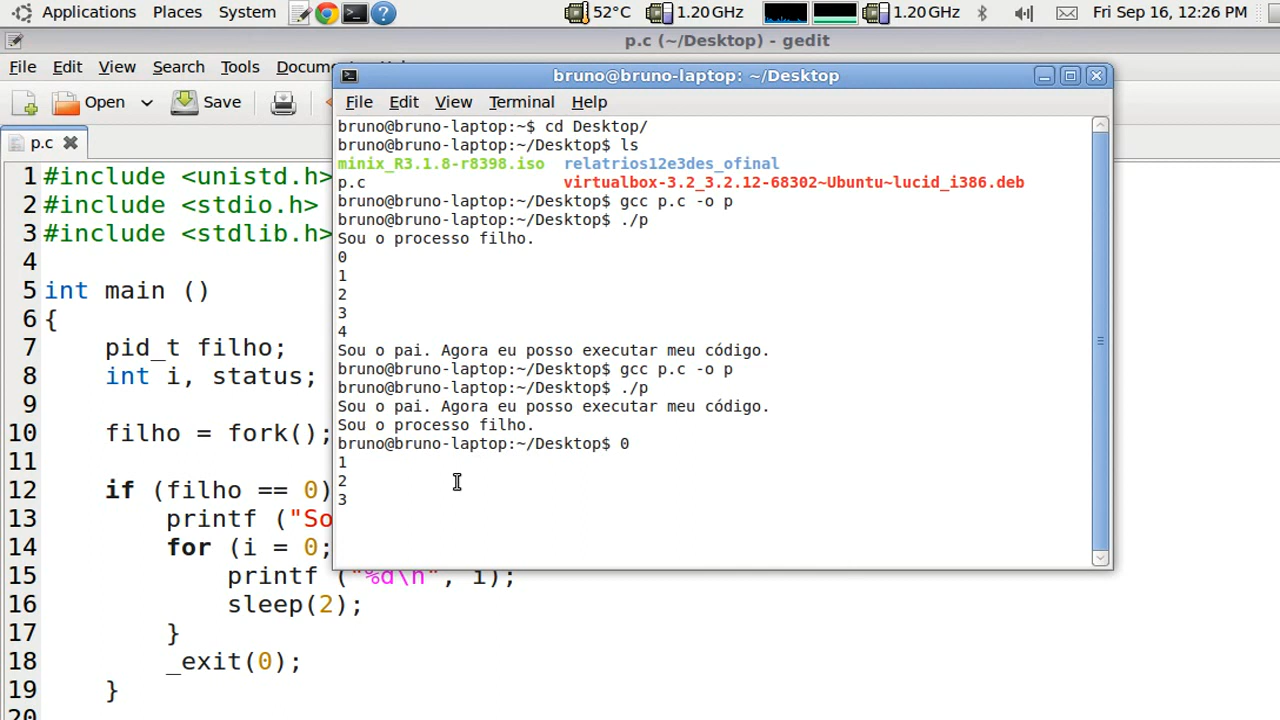 Applications Places System 52°C 1.20 GHz 1.20 GHz Fri Sep 16, 12:26 PM
p.c (~/Desktop) - gedit
File Edit View Search Tools
Open Save
p.c
1 #include <unistd.h>
2 #include <stdio.h>
3 #include <stdlib.h>
4
5 int main ()
6 {
7 pid_t filho;
8 int i, status;
9
10 filho = fork();
11
12 if (filho == 0)
13 printf ("So
14 for (i = 0;
15 printf ("%d\n", i);
16 sleep(2);
17 }
18 _exit(0);
19 }
20
bruno@bruno-laptop: ~/Desktop
File Edit View Terminal Help
bruno@bruno-laptop:~$ cd Desktop/
bruno@bruno-laptop:~/Desktop$ ls
minix_R3.1.8-r8398.iso relatrios12e3des_ofinal
p.c virtualbox-3.2_3.2.12-68302~Ubuntu~lucid_i386.deb
bruno@bruno-laptop:~/Desktop$ gcc p.c -o p
bruno@bruno-laptop:~/Desktop$ ./p
Sou o processo filho.
0
1
2
3
4
Sou o pai. Agora eu posso executar meu código.
bruno@bruno-laptop:~/Desktop$ gcc p.c -o p
bruno@bruno-laptop:~/Desktop$ ./p
Sou o pai. Agora eu posso executar meu código.
Sou o processo filho.
bruno@bruno-laptop:~/Desktop$ 0
1
2
3